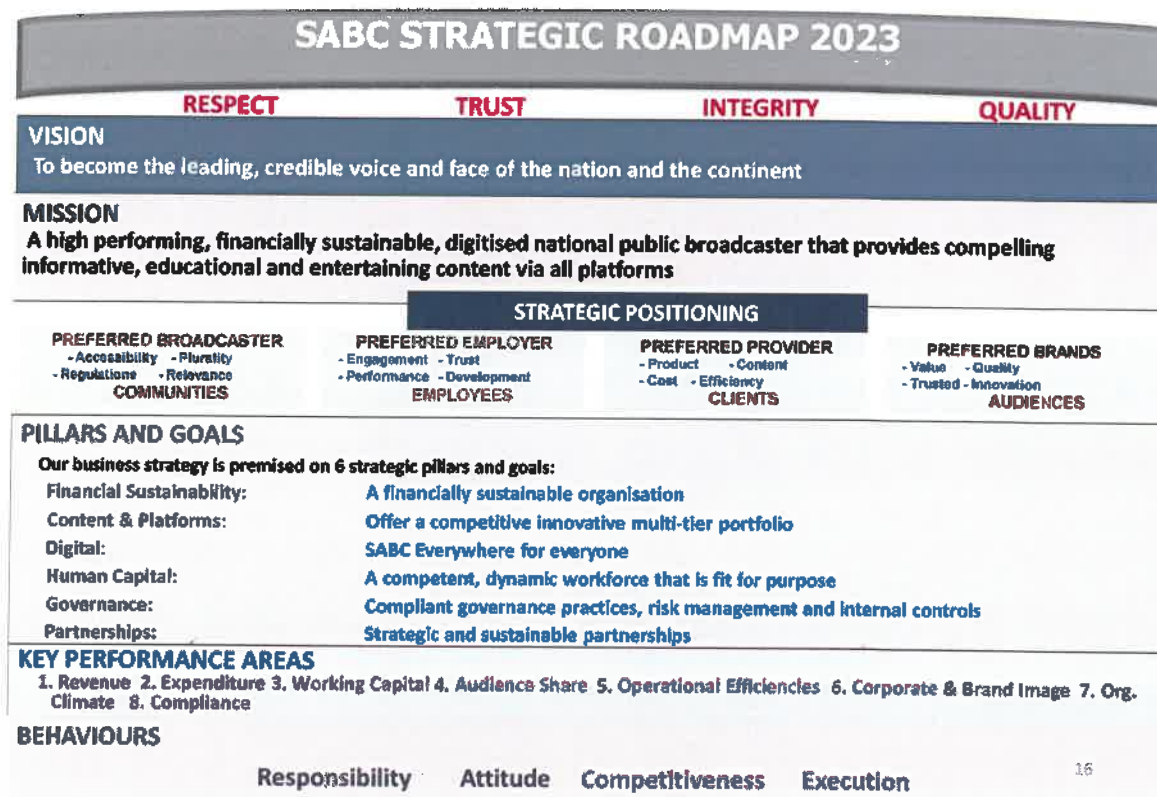 SABC STRATEGIC ROADMAP 2023
RESPECT TRUST INTEGRITY QUALITY
VISION
To become the leading, credible voice and face of the nation and the continent
MISSION
A high performing, financially sustainable, digitised national public broadcaster that provides compelling
informative, educational and entertaining content via all platforms
STRATEGIC POSITIONING
PREFERRED BROADCASTER
- Accessibility - Plurality
- Regulations - Relevance
COMMUNITIES
PREFERRED EMPLOYER
- Engagement - Trust
- Performance - Development
EMPLOYEES
PREFERRED PROVIDER
- Product - Content
- Cost - Efficiency
CLIENTS
PREFERRED BRANDS
- Value - Quality
- Trusted - Innovation
AUDIENCES
PILLARS AND GOALS
Our business strategy is premised on 6 strategic pillars and goals:
Financial Sustainability: A financially sustainable organisation
Content & Platforms: Offer a competitive innovative multi-tier portfolio
Digital: SABC Everywhere for everyone
Human Capital: A competent, dynamic workforce that is fit for purpose
Governance: Compliant governance practices, risk management and internal controls
Partnerships: Strategic and sustainable partnerships
KEY PERFORMANCE AREAS
1. Revenue 2. Expenditure 3. Working Capital 4. Audience Share 5. Operational Efficiencies 6. Corporate & Brand Image 7. Org.
Climate 8. Compliance
BEHAVIOURS
Responsibility Attitude Competitiveness Execution
16